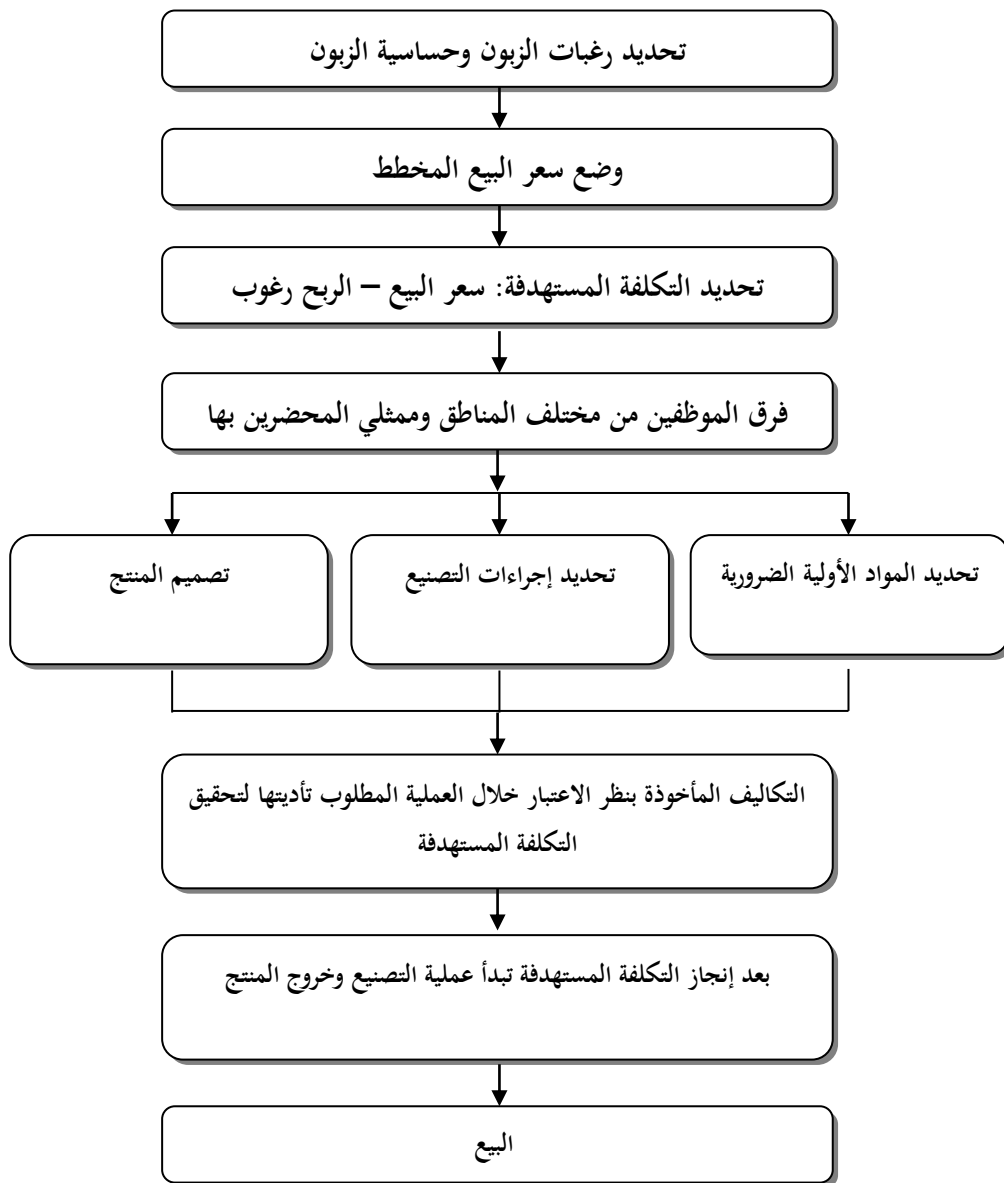 تحديد رغبات الزبون وحساسية الزبون
وضع سعر البيع المخطط
تحديد التكلفة المستهدفة: سعر البيع – الربح رغوب
فرق الموظفين من مختلف المناطق وممثلي المحضرين بها
تحديد المواد الأولية الضرورية
تحديد إجراءات التصنيع
تصميم المنتج
التكاليف المأخوذة بنظر الاعتبار خلال العملية المطلوب تأديتها لتحقيق
التكلفة المستهدفة
بعد إنجاز التكلفة المستهدفة تبدأ عملية التصنيع وخروج المنتج
البيع